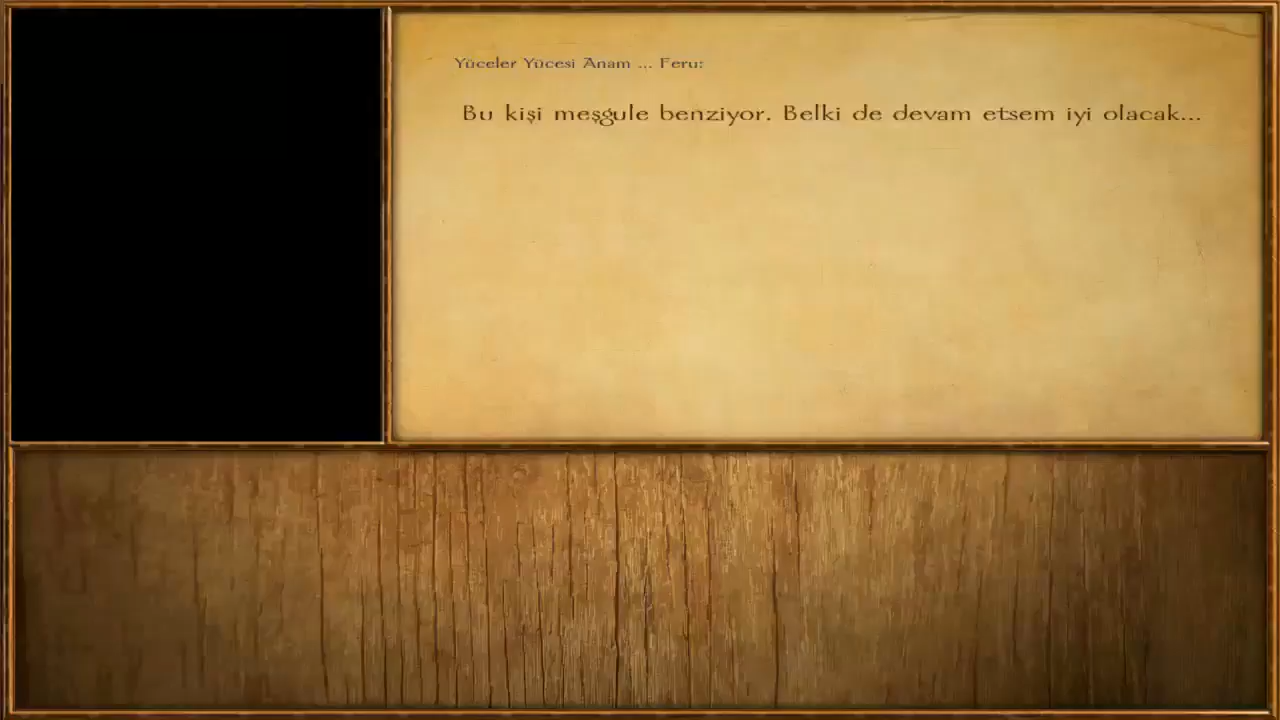 Yüceler Yücesi Anam ... Feru:
Bu kişi meşgule benziyor. Belki de devam etsem iyi olacak...